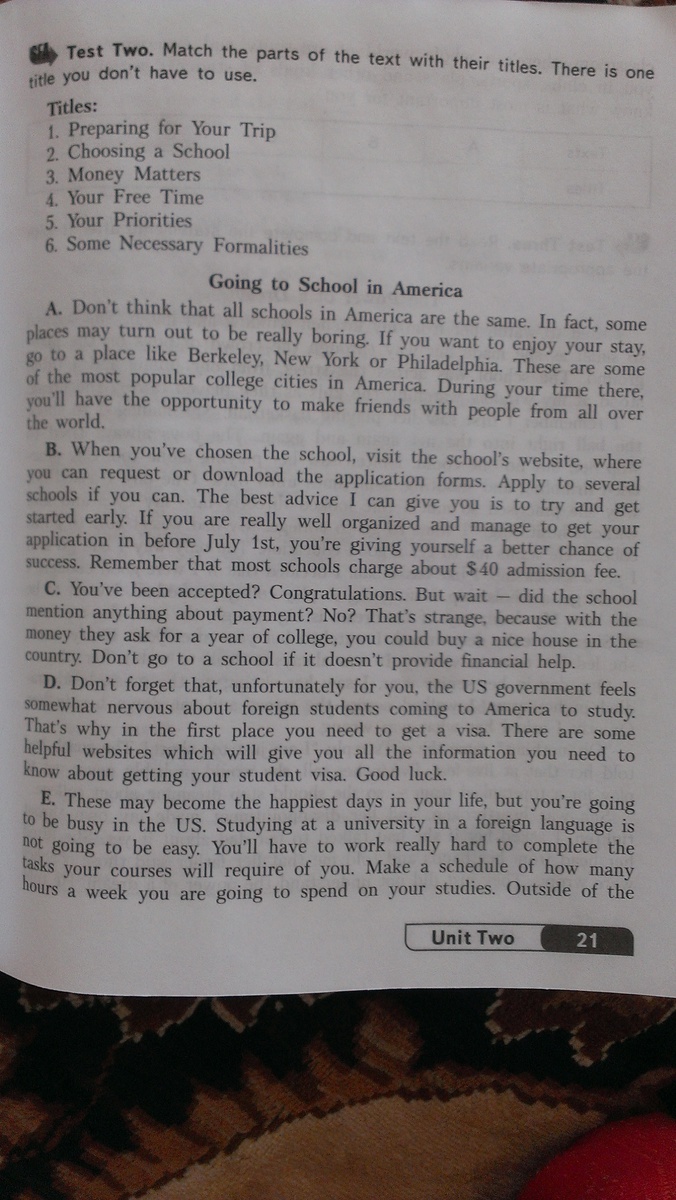 Test Two. Match the parts of the text with their titles. There is one
title you don't have to use.
Titles:
1. Preparing for Your Trip
2. Choosing a School
3. Money Matters
4. Your Free Time
5. Your Priorities
6. Some Necessary Formalities
Going to School in America
A. Don't think that all schools in America are the same. In fact, some
places may turn out to be really boring. If you want to enjoy your stay,
go to a place like Berkeley, New York or Philadelphia. These are some
of the most popular college cities in America. During your time there,
you'll have the opportunity to make friends with people from all over
the world.
B. When you've chosen the school, visit the school's website, where
you can request or download the application forms. Apply to several
schools if you can. The best advice I can give you is to try and get
started early. If you are really well organized and manage to get your
application in before July 1st, you're giving yourself a better chance of
success. Remember that most schools charge about $40 admission fee.
C. You've been accepted? Congratulations. But wait — did the school
mention anything about payment? No? That's strange, because with the
money they ask for a year of college, you could buy a nice house in the
country. Don't go to a school if it doesn't provide financial help.
D. Don't forget that, unfortunately for you, the US government feels
somewhat nervous about foreign students coming to America to study.
That's why in the first place you need to get a visa. There are some
helpful websites which will give you all the information you need to
know about getting your student visa. Good luck.
E. These may become the happiest days in your life, but you're going
to be busy in the US. Studying at a university in a foreign language is
not going to be easy. You'll have to work really hard to complete the
tasks your courses will require of you. Make a schedule of how many
hours a week you are going to spend on your studies. Outside of the
Unit Two 21